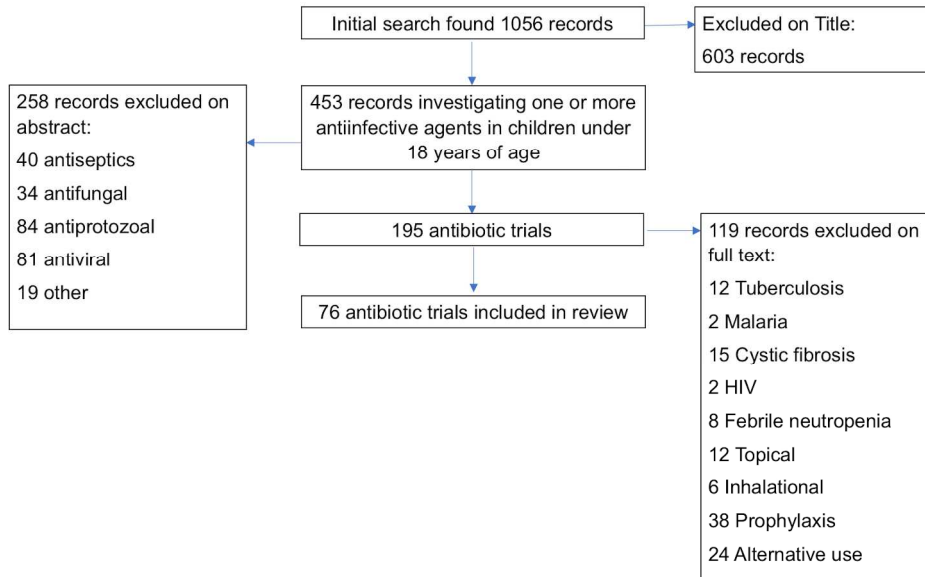 Initial search found 1056 records
Excluded on Title:
603 records
258 records excluded on
abstract:
40 antiseptics
34 antifungal
84 antiprotozoal
81 antiviral
19 other
453 records investigating one or more
antiinfective agents in children under
18 years of age
195 antibiotic trials
119 records excluded on
full text:
12 Tuberculosis
2 Malaria
15 Cystic fibrosis
2 HIV
8 Febrile neutropenia
12 Topical
6 Inhalational
38 Prophylaxis
24 Alternative use
76 antibiotic trials included in review